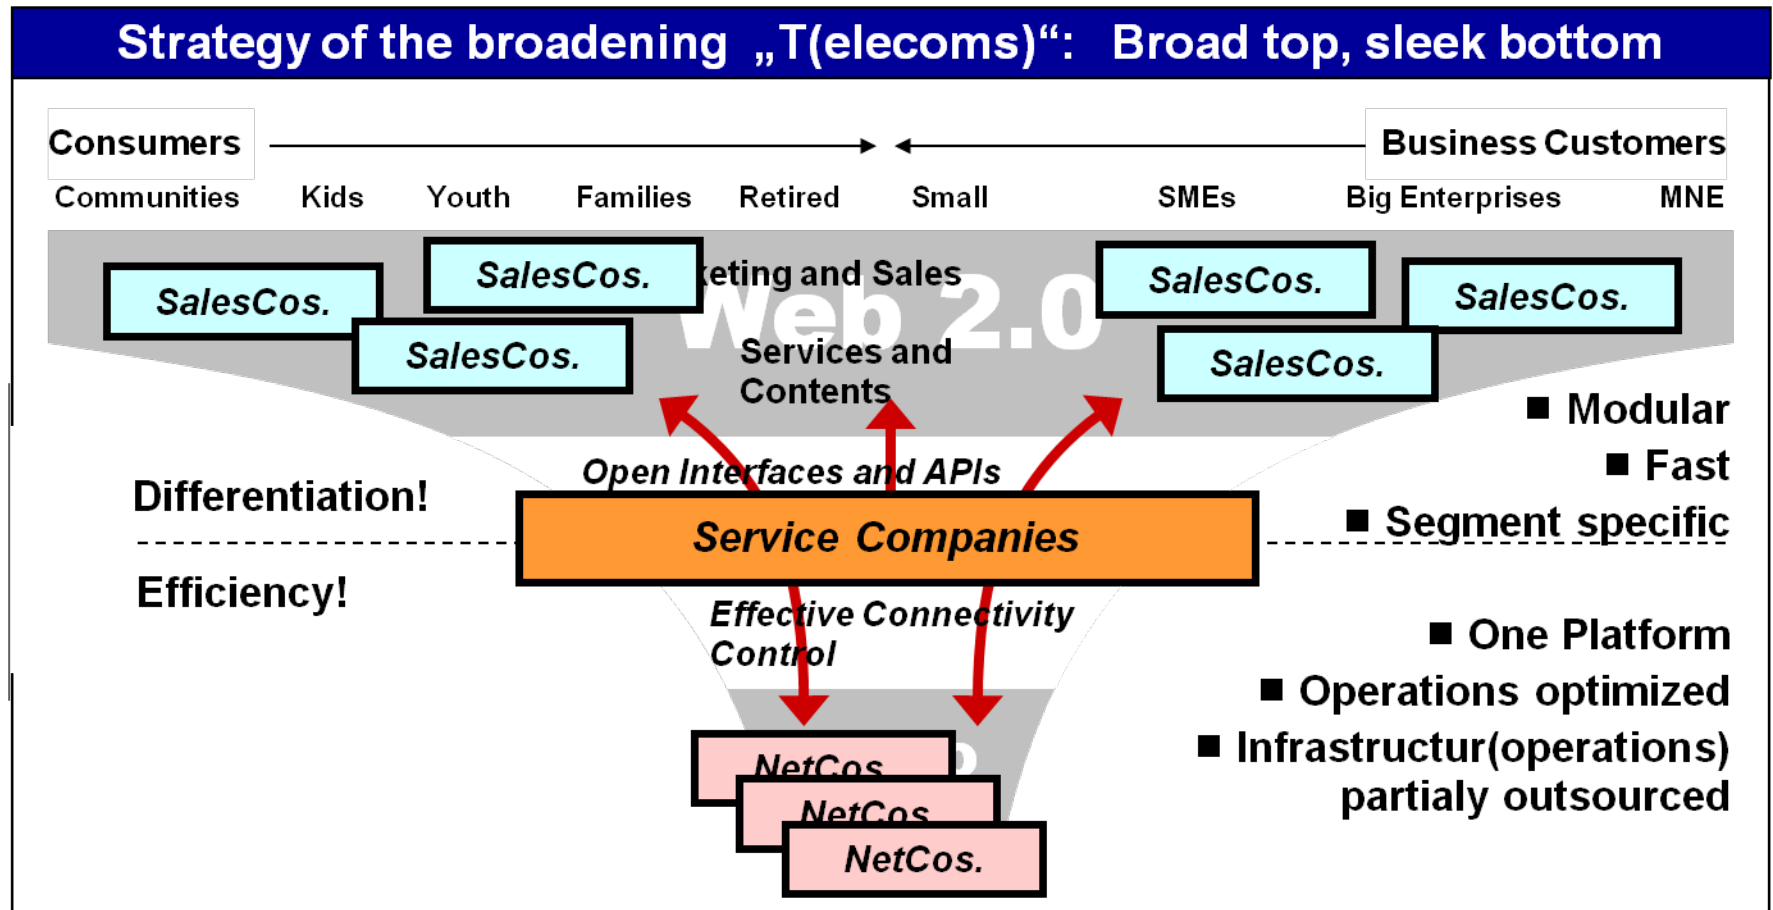 Strategy of the broadening „T(elecoms)“: Broad top, sleek bottom
Consumers
Business Customers
Communities Kids Youth Families Retired Small SMEs Big Enterprises MNE
SalesCos.
SalesCos.
SalesCos.
keting and Sales
Web 2.0
Services and
Contents
SalesCos.
SalesCos.
SalesCos.
Modular
Fast
Segment specific
Open Interfaces and APIs
Differentiation!
Service Companies
Efficiency!
Effective Connectivity
Control
One Platform
Operations optimized
Infrastructur(operations)
partialy outsourced
NetCos
NetCos
NetCos.